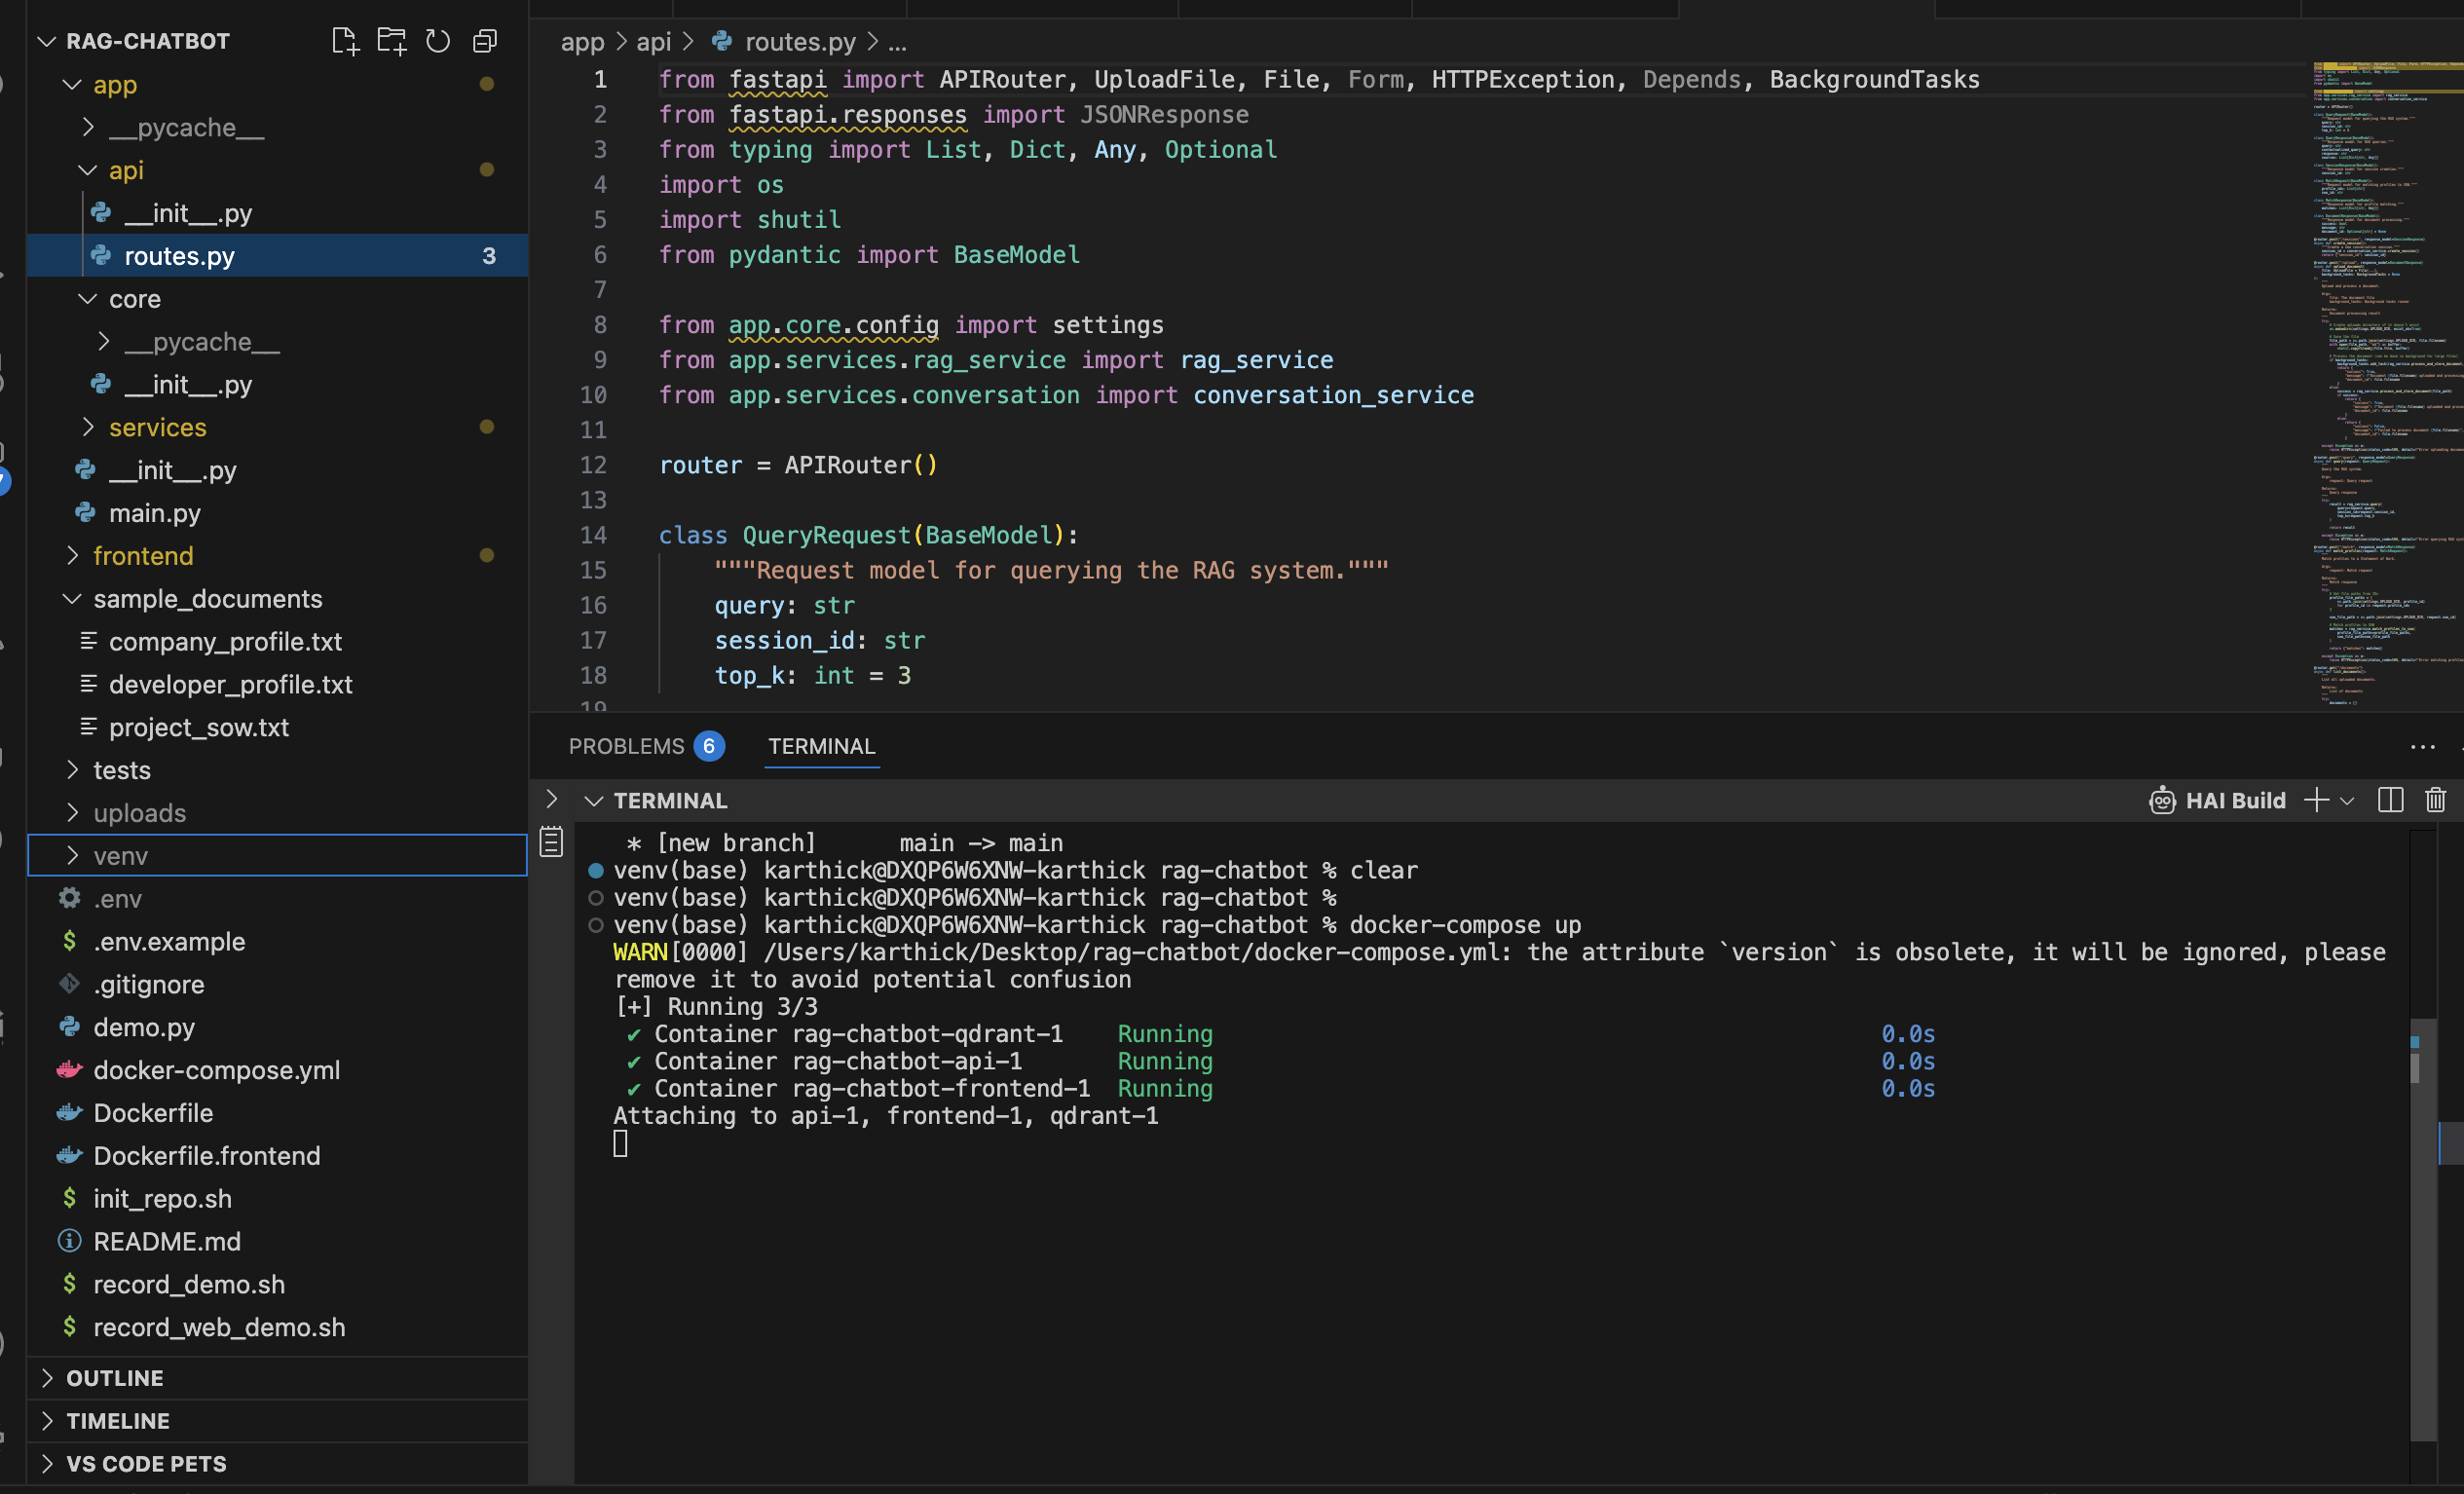 RAG-CHATBOT
app
__pycache__
api
__init__.py
routes.py 3
core
__pycache__
__init__.py
services
__init__.py
main.py
frontend
sample_documents
company_profile.txt
developer_profile.txt
project_sow.txt
tests
uploads
venv
.env
.env.example
.gitignore
demo.py
docker-compose.yml
Dockerfile
Dockerfile.frontend
init_repo.sh
README.md
record_demo.sh
record_web_demo.sh
OUTLINE
TIMELINE
VS CODE PETS
app > api > routes.py > ...
1 from fastapi import APIRouter, UploadFile, File, Form, HTTPException, Depends, BackgroundTasks
2 from fastapi.responses import JSONResponse
3 from typing import List, Dict, Any, Optional
4 import os
5 import shutil
6 from pydantic import BaseModel
7
8 from app.core.config import settings
9 from app.services.rag_service import rag_service
10 from app.services.conversation import conversation_service
11
12 router = APIRouter()
13
14 class QueryRequest(BaseModel):
15 """Request model for querying the RAG system."""
16 query: str
17 session_id: str
18 top_k: int = 3
19
PROBLEMS 6 TERMINAL
TERMINAL HAI Build
* [new branch] main -> main
venv(base) karthick@DXQP6W6XNW-karthick rag-chatbot % clear
venv(base) karthick@DXQP6W6XNW-karthick rag-chatbot %
venv(base) karthick@DXQP6W6XNW-karthick rag-chatbot % docker-compose up
WARN[0000] /Users/karthick/Desktop/rag-chatbot/docker-compose.yml: the attribute `version` is obsolete, it will be ignored, please
remove it to avoid potential confusion
[+] Running 3/3
✔ Container rag-chatbot-qdrant-1 Running 0.0s
✔ Container rag-chatbot-api-1 Running 0.0s
✔ Container rag-chatbot-frontend-1 Running 0.0s
Attaching to api-1, frontend-1, qdrant-1